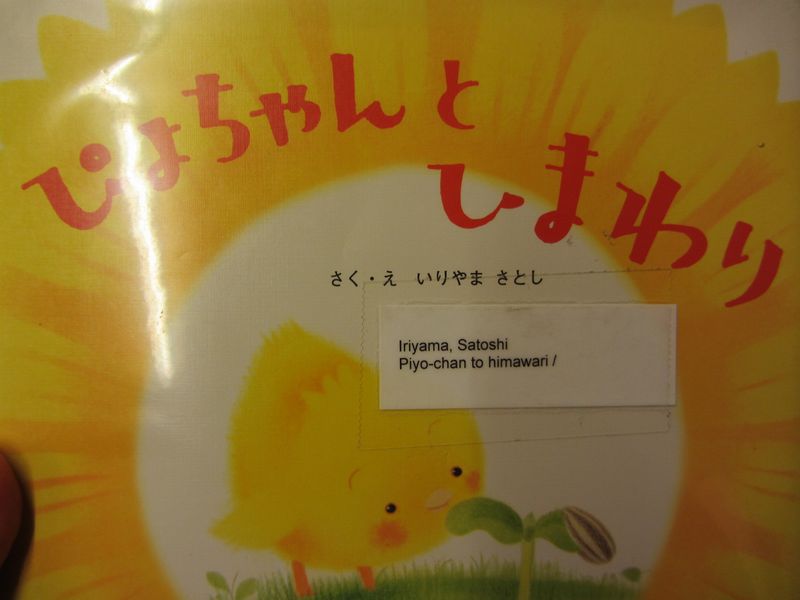 ぴよちゃんと
ひまわり
さく・え いりやま さとし
Iriyama, Satoshi
Piyo-chan to himawari /